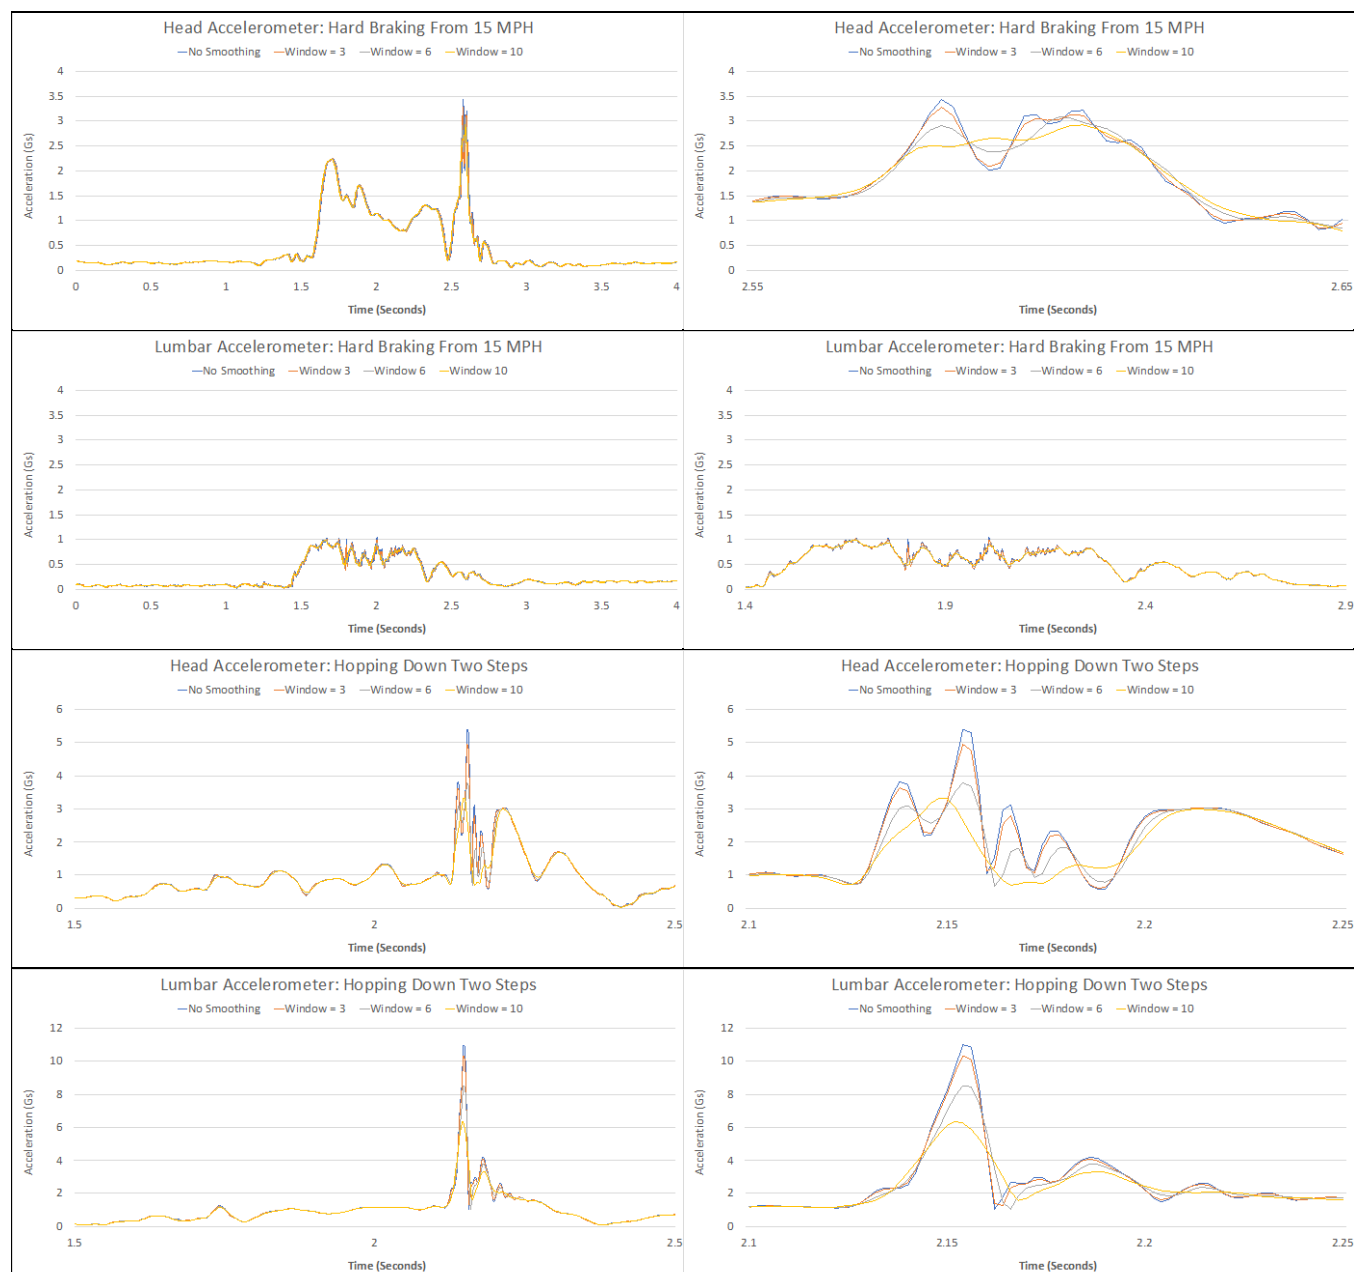 Head Accelerometer: Hard Braking From 15 MPH
No Smoothing Window = 3 Window = 6 Window = 10
4
3.5
3
2.5
2
1.5
1
0.5
0
Acceleration (Gs)
0 0.5 1 1.5 2 2.5 3 3.5 4
Time (Seconds)
Head Accelerometer: Hard Braking From 15 MPH
No Smoothing Window = 3 Window = 6 Window = 10
4
3.5
3
2.5
2
1.5
1
0.5
0
Acceleration (Gs)
2.55 2.65
Time (Seconds)
Lumbar Accelerometer: Hard Braking From 15 MPH
No Smoothing Window 3 Window 6 Window 10
4
3.5
3
2.5
2
1.5
1
0.5
0
Acceleration (Gs)
0 0.5 1 1.5 2 2.5 3 3.5 4
Time (Seconds)
Lumbar Accelerometer: Hard Braking From 15 MPH
No Smoothing Window = 3 Window = 6 Window = 10
4
3.5
3
2.5
2
1.5
1
0.5
0
Acceleration (Gs)
1.4 1.9 2.4 2.9
Time (Seconds)
Head Accelerometer: Hopping Down Two Steps
No Smoothing Window = 3 Window = 6 Window = 10
6
5
4
3
2
1
0
Acceleration (Gs)
1.5 2 2.5
Time (Seconds)
Head Accelerometer: Hopping Down Two Steps
No Smoothing Window = 3 Window = 6 Window = 10
6
5
4
3
2
1
0
Acceleration (Gs)
2.1 2.15 2.2 2.25
Time (Seconds)
Lumbar Accelerometer: Hopping Down Two Steps
No Smoothing Window = 3 Window = 6 Window = 10
12
10
8
6
4
2
0
Acceleration (Gs)
1.5 2 2.5
Time (Seconds)
Lumbar Accelerometer: Hopping Down Two Steps
No Smoothing Window = 3 Window = 6 Window = 10
12
10
8
6
4
2
0
Acceleration (Gs)
2.1 2.15 2.2 2.25
Time (Seconds)